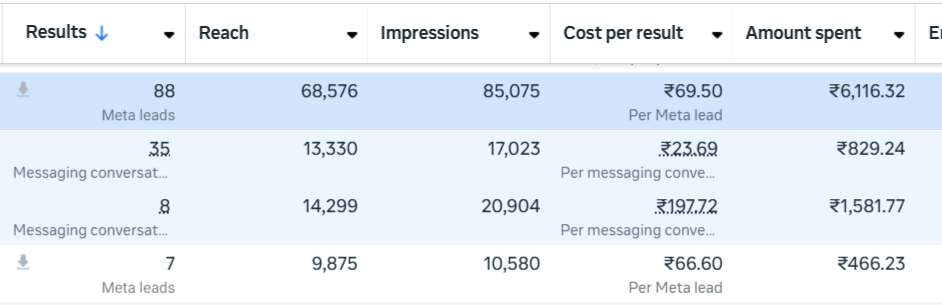 Results ↓ Reach Impressions Cost per result Amount spent
88 68,576 85,075 ₹69.50 ₹6,116.32
Meta leads Per Meta lead
35 13,330 17,023 ₹23.69 ₹829.24
Messaging conversat... Per messaging conve...
8 14,299 20,904 ₹197.72 ₹1,581.77
Messaging conversat... Per messaging conve...
7 9,875 10,580 ₹66.60 ₹466.23
Meta leads Per Meta lead